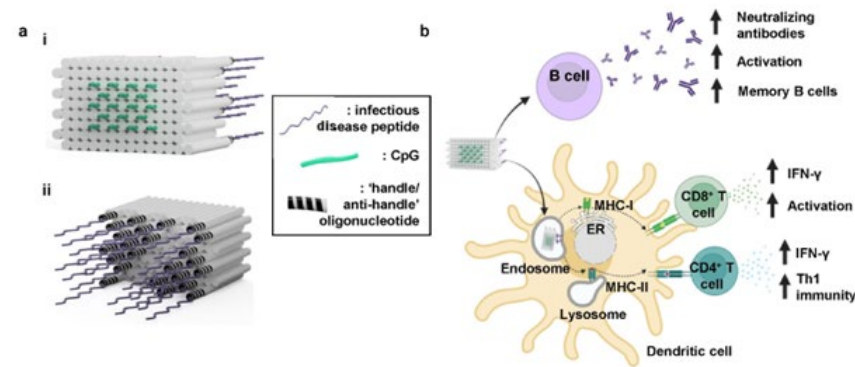 a
i
ii
: infectious
disease peptide
: CpG
: 'handle/
anti-handle'
oligonucleotide
b
B cell
Neutralizing
antibodies
Activation
Memory B cells
MHC-I
ER
Endosome
MHC-II
Lysosome
CD8⁺ T
cell
IFN-γ
Activation
CD4⁺ T
cell
IFN-γ
Th1
immunity
Dendritic cell